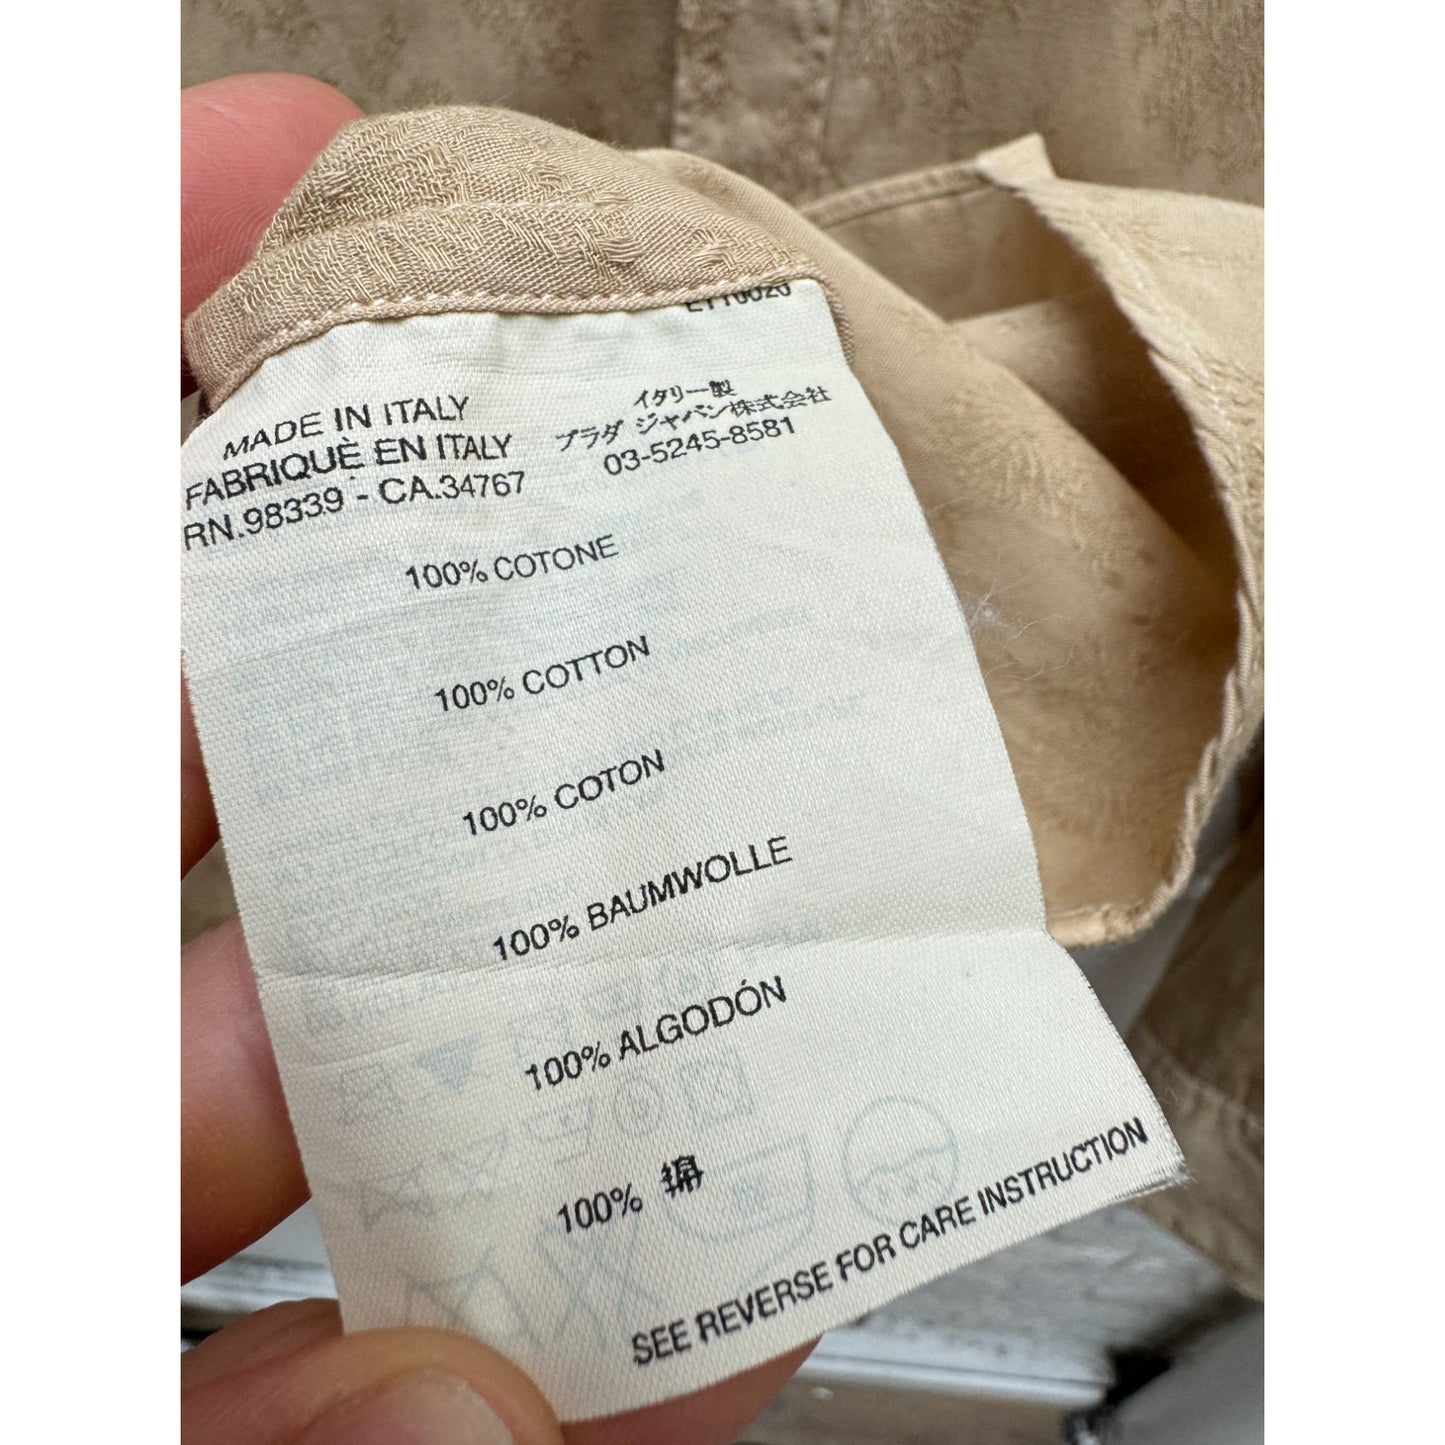 MADE IN ITALY
FABRIQUÈ EN ITALY
RN.98339 - CA.34767
イタリー製
プラダ ジャパン株式会社
03-5245-8581
100% COTONE
100% COTTON
100% COTON
100% BAUMWOLLE
100% ALGODÓN
100% 綿
SEE REVERSE FOR CARE INSTRUCTION